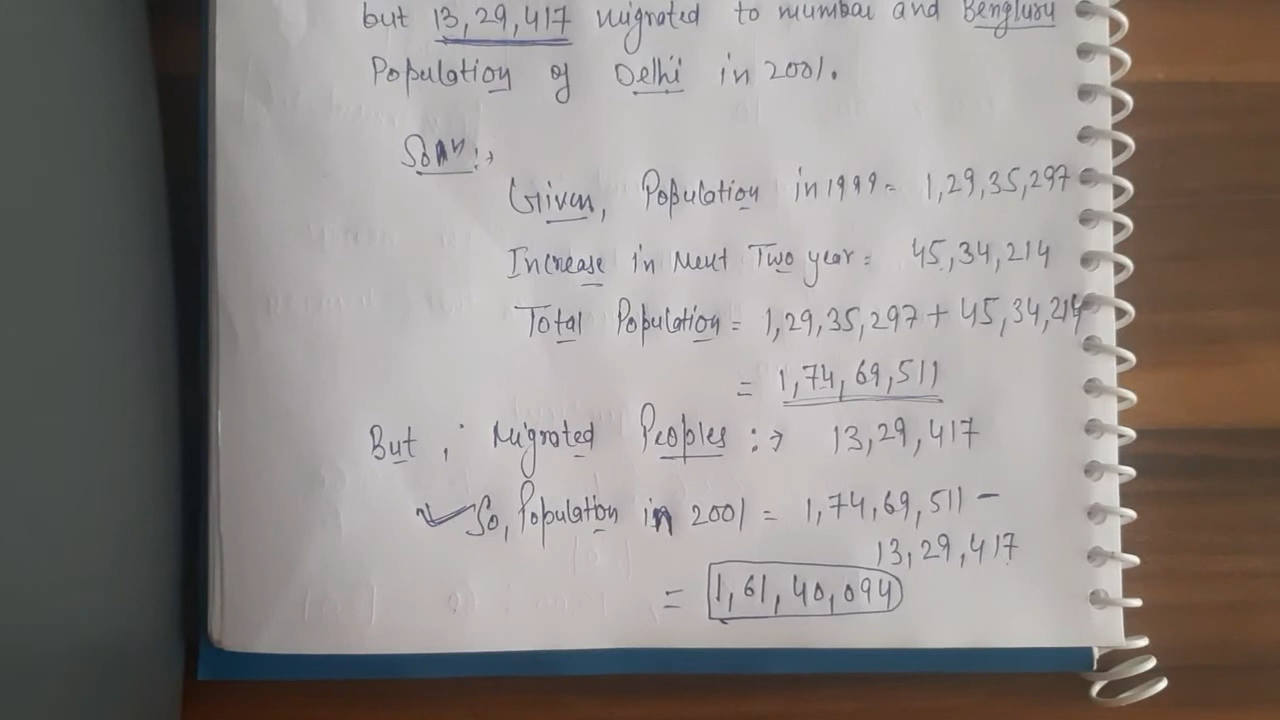 but 13,29,417 migrated to mumbai and Bengluru
Population of Delhi in 2001.
Soln :→
Given, Population in 1999 = 1,29,35,297
Increase in Next Two year = 45,34,214
Total Population = 1,29,35,297 + 45,34,214
= 1,74,69,511
But, Migrated Peoples :→ 13,29,417
So, Population in 2001 = 1,74,69,511 -
13,29,417
= 1,61,40,094